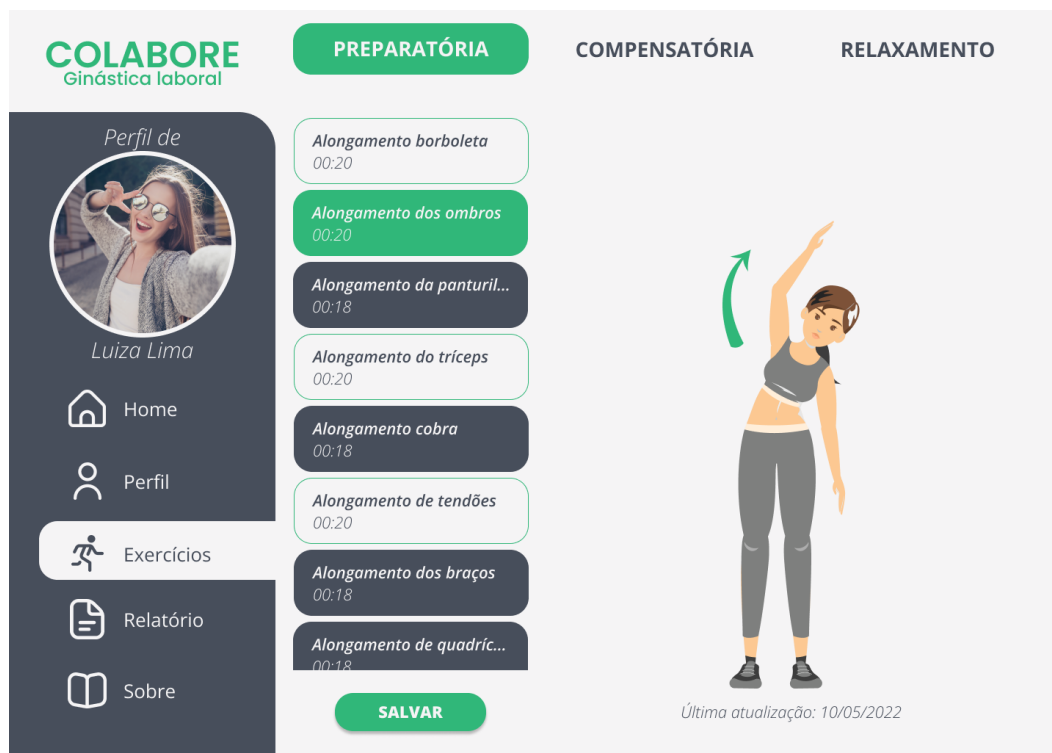 COLABORE
Ginástica laboral
PREPARATÓRIA
COMPENSATÓRIA
RELAXAMENTO
Perfil de
Luiza Lima
Home
Perfil
Exercícios
Relatório
Sobre
Alongamento borboleta
00:20
Alongamento dos ombros
00:20
Alongamento da panturil...
00:18
Alongamento do tríceps
00:20
Alongamento cobra
00:18
Alongamento de tendões
00:20
Alongamento dos braços
00:18
Alongamento de quadríc...
00:18
SALVAR
Última atualização: 10/05/2022